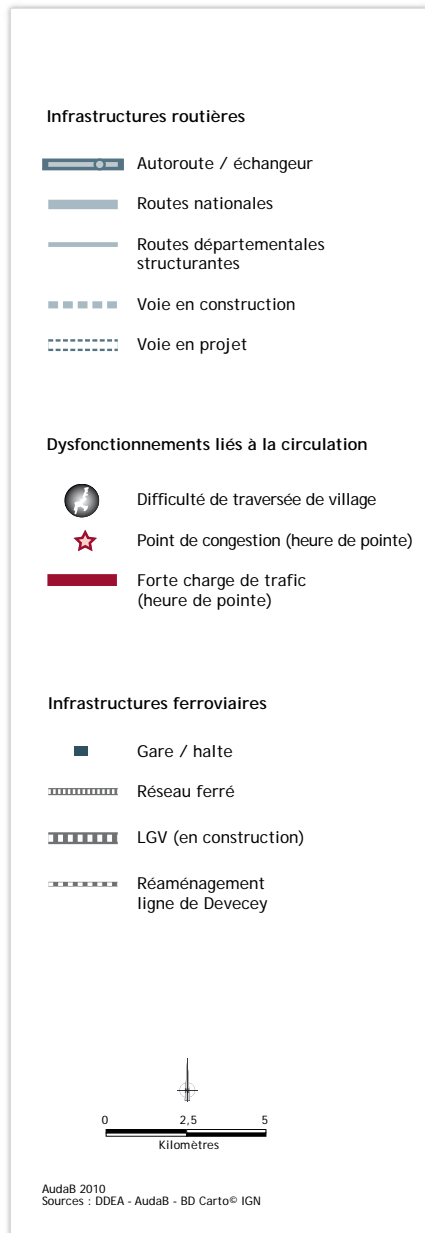 Infrastructures routières
Autoroute / échangeur
Routes nationales
Routes départementales
structurantes
Voie en construction
Voie en projet
Dysfonctionnements liés à la circulation
Difficulté de traversée de village
Point de congestion (heure de pointe)
Forte charge de trafic
(heure de pointe)
Infrastructures ferroviaires
Gare / halte
Réseau ferré
LGV (en construction)
Réaménagement
ligne de Devecey
0 2,5 5
Kilomètres
AudaB 2010
Sources : DDEA - AudaB - BD Carto© IGN